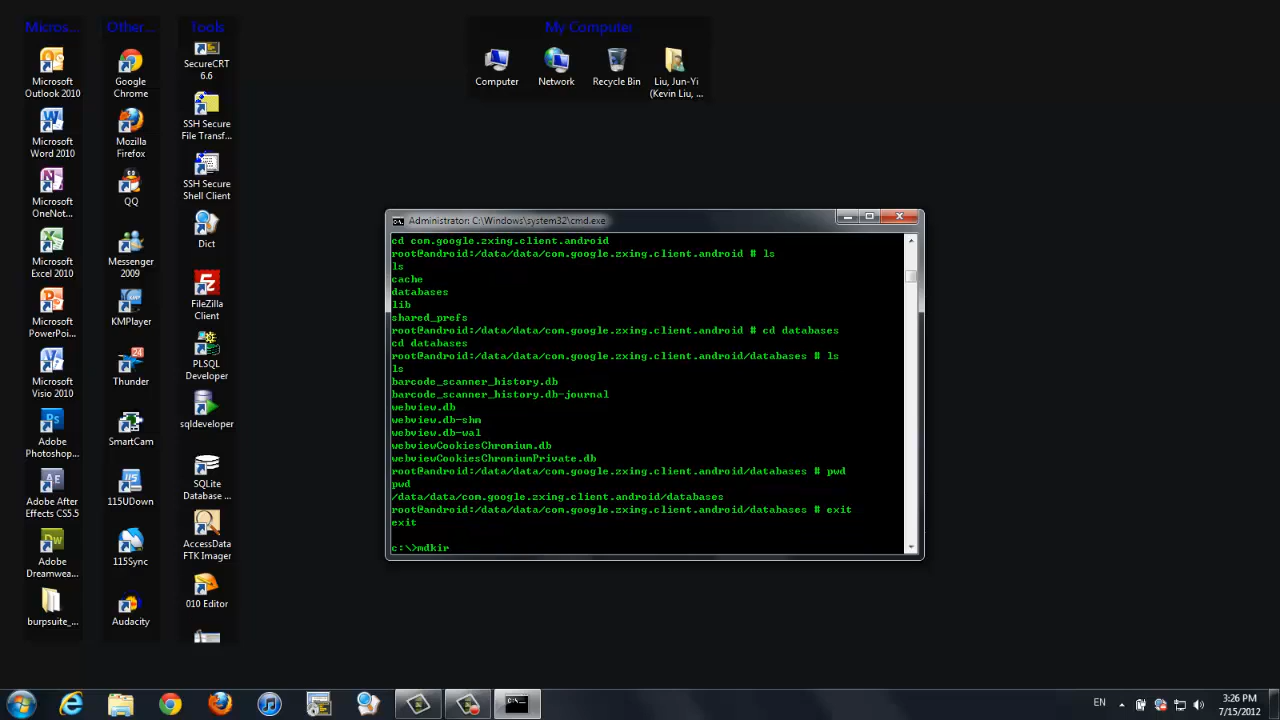 Micros... Other ... Tools My Computer
Microsoft Outlook 2010
Microsoft Word 2010
Microsoft OneNot...
Microsoft Excel 2010
Microsoft PowerPoi...
Microsoft Visio 2010
Adobe Photoshop...
Adobe After Effects CS5.5
Adobe Dreamwea...
burpsuite_...
Google Chrome
Mozilla Firefox
QQ
Messenger 2009
KMPlayer
24
Thunder
SmartCam
115UDown
115Sync
Audacity
SecureCRT 6.6
SSH Secure File Transf...
SSH Secure Shell Client
Dict
FileZilla Client
PLSQL Developer
sqldeveloper
SQLite Database ...
AccessData FTK Imager
010 Editor
Computer
Network
Recycle Bin
Liu, Jun-Yi (Kevin Liu, ...
Administrator: C:\Windows\system32\cmd.exe
cd com.google.zxing.client.android
root@android:/data/data/com.google.zxing.client.android # ls
ls
cache
databases
lib
shared_prefs
root@android:/data/data/com.google.zxing.client.android # cd databases
cd databases
root@android:/data/data/com.google.zxing.client.android/databases # ls
ls
barcode_scanner_history.db
barcode_scanner_history.db-journal
webview.db
webview.db-shm
webview.db-wal
webviewCookiesChromium.db
webviewCookiesChromiumPrivate.db
root@android:/data/data/com.google.zxing.client.android/databases # pwd
pwd
/data/data/com.google.zxing.client.android/databases
root@android:/data/data/com.google.zxing.client.android/databases # exit
exit
c:\>mdkir
EN
3:26 PM
7/15/2012